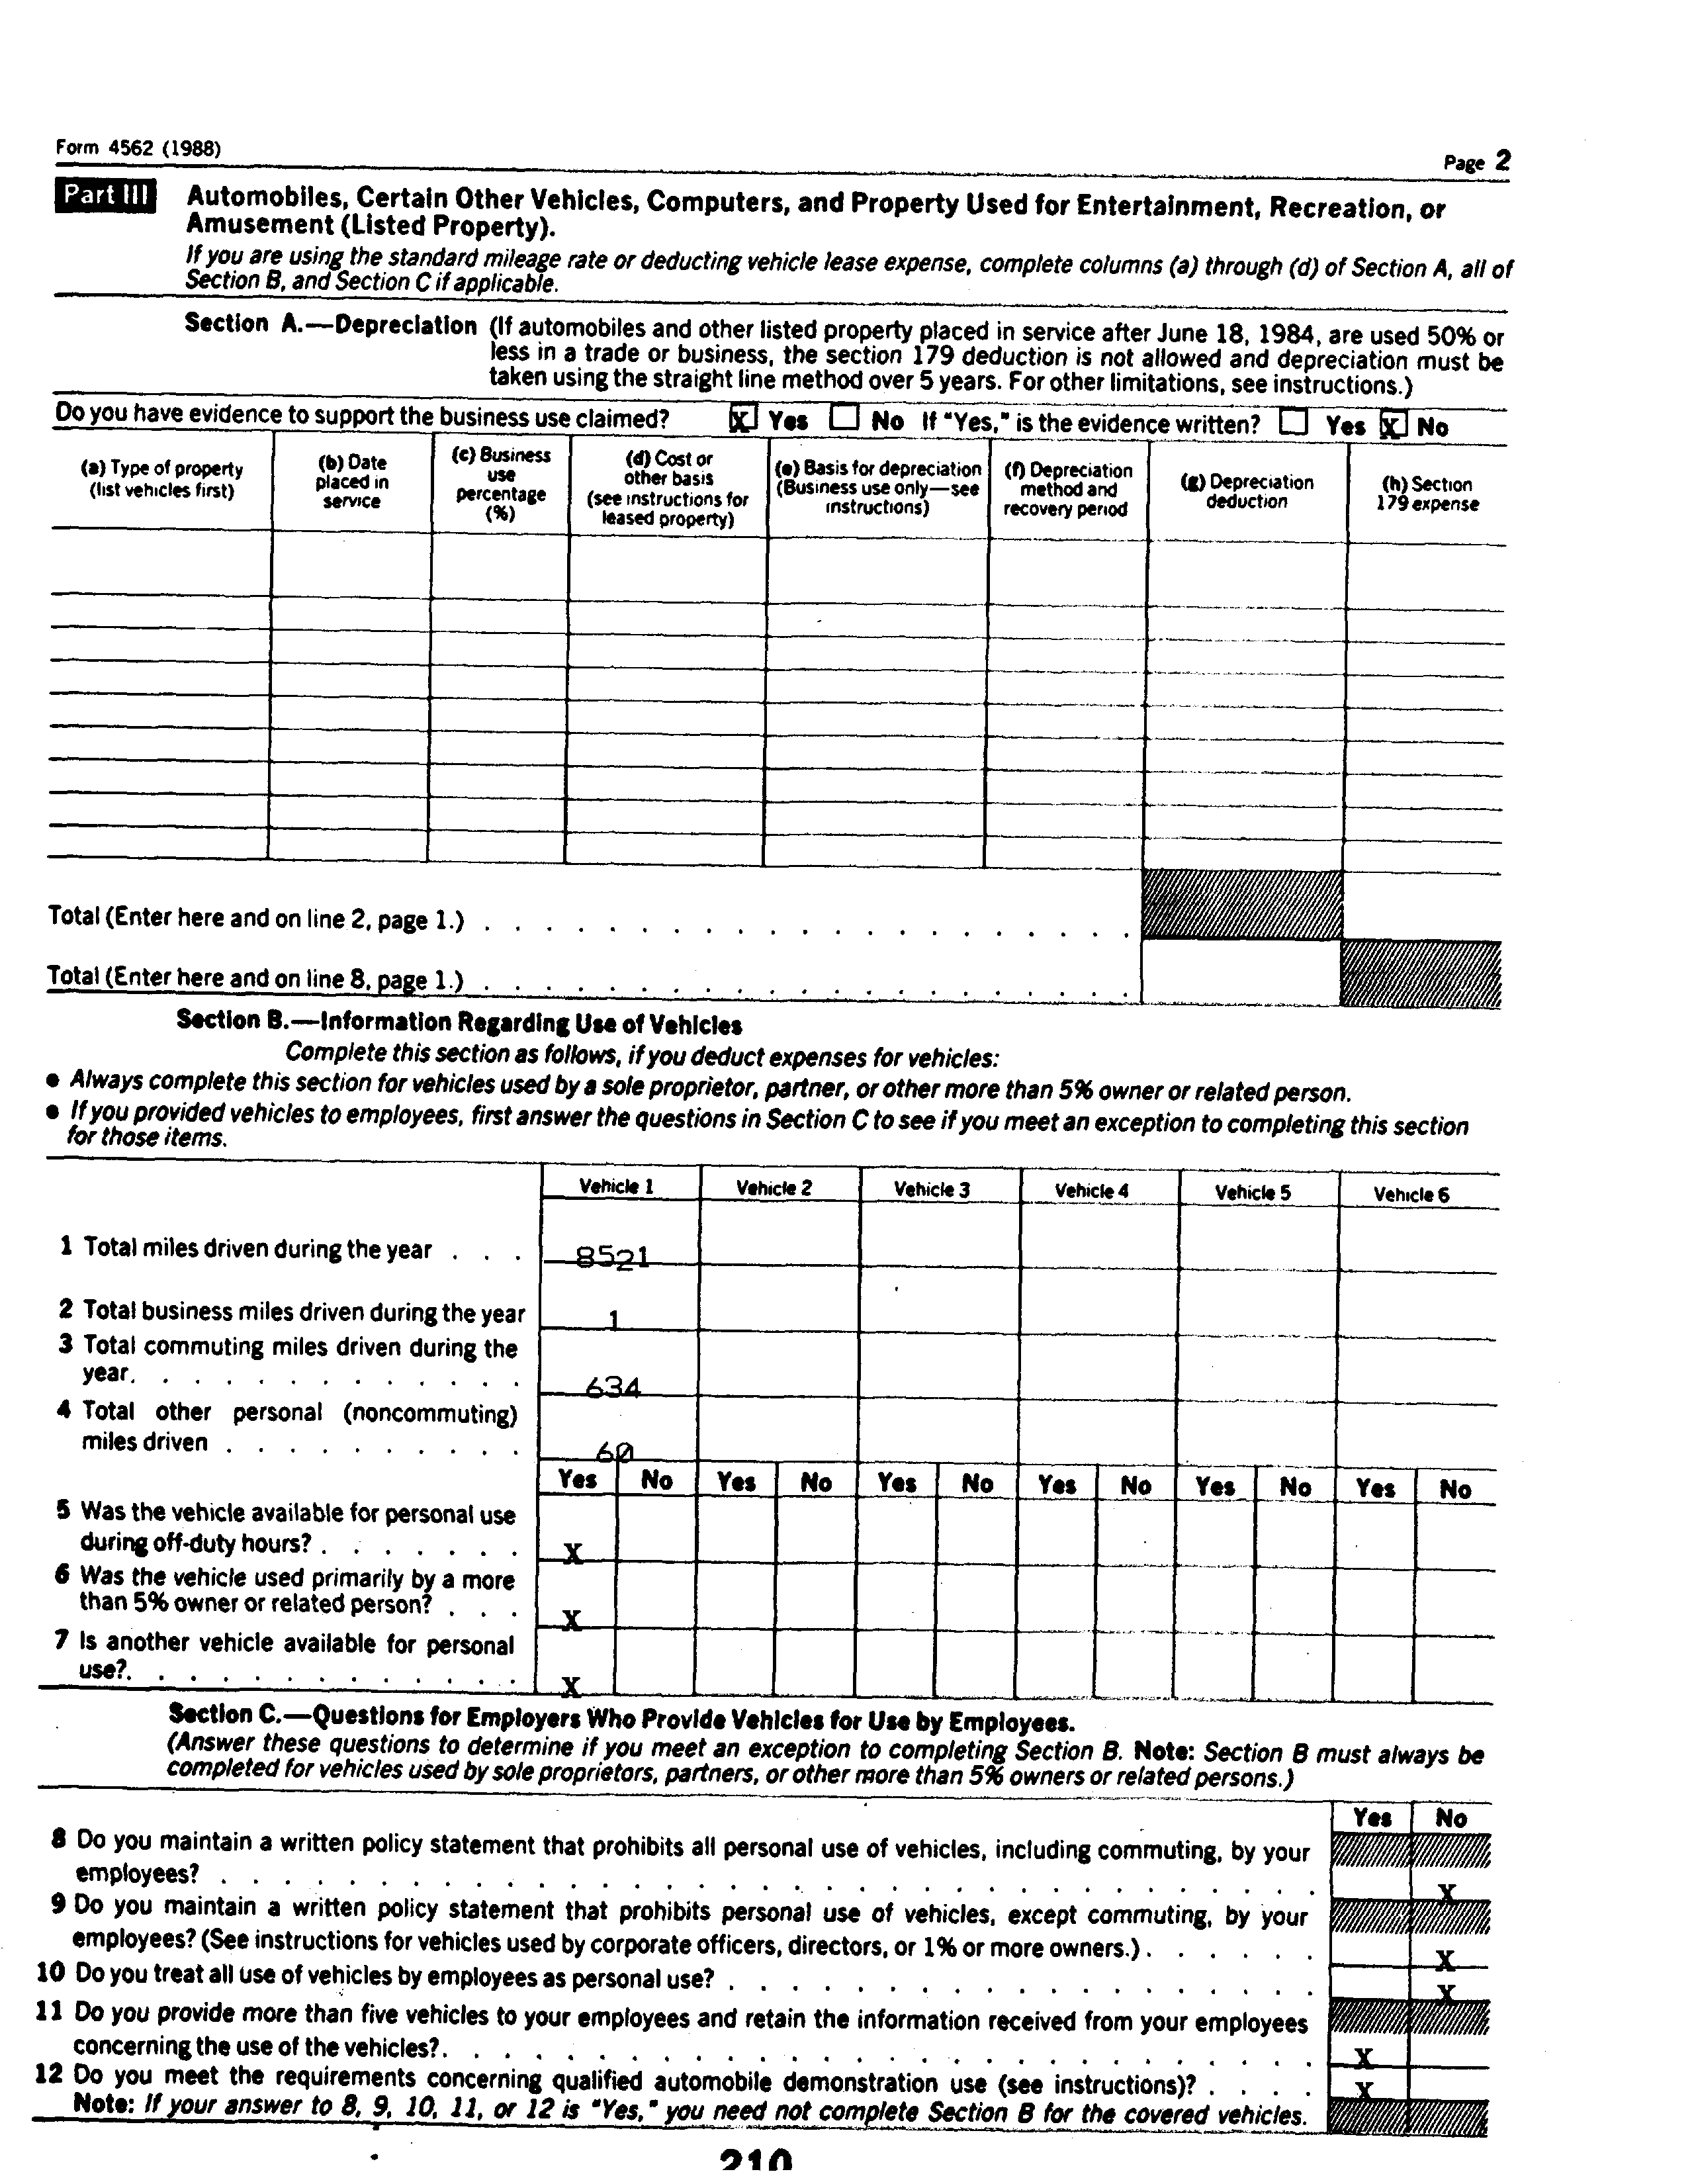 Form 4562 (1988)
Page 2
Part III Automobiles, Certain Other Vehicles, Computers, and Property Used for Entertainment, Recreation, or
Amusement (Listed Property).
If you are using the standard mileage rate or deducting vehicle lease expense, complete columns (a) through (d) of Section A, all of
Section B, and Section C if applicable.
Section A.—Depreciation (If automobiles and other listed property placed in service after June 18, 1984, are used 50% or
less in a trade or business, the section 179 deduction is not allowed and depreciation must be
taken using the straight line method over 5 years. For other limitations, see instructions.)
Do you have evidence to support the business use claimed? X Yes No If "Yes," is the evidence written? Yes X No
(a) Type of property
(list vehicles first)
(b) Date
placed in
service
(c) Business
use
percentage
(%)
(d) Cost or
other basis
(see instructions for
leased property)
(e) Basis for depreciation
(Business use only—see
instructions)
(f) Depreciation
method and
recovery period
(g) Depreciation
deduction
(h) Section
179 expense
Total (Enter here and on line 2, page 1.) . . . . . . . . . . . . . . . . . . . . .
Total (Enter here and on line 8, page 1.) . . . . . . . . . . . . . . . . . . . . .
Section B.—Information Regarding Use of Vehicles
Complete this section as follows, if you deduct expenses for vehicles:
● Always complete this section for vehicles used by a sole proprietor, partner, or other more than 5% owner or related person.
● If you provided vehicles to employees, first answer the questions in Section C to see if you meet an exception to completing this section
for those items.
Vehicle 1 Vehicle 2 Vehicle 3 Vehicle 4 Vehicle 5 Vehicle 6
1 Total miles driven during the year . . . 8521
2 Total business miles driven during the year 1
3 Total commuting miles driven during the
year. . . . . . . . . . . . . . 634
4 Total other personal (noncommuting)
miles driven . . . . . . . . . . 60
Yes No Yes No Yes No Yes No Yes No Yes No
5 Was the vehicle available for personal use
during off-duty hours? . . . . . . . X
6 Was the vehicle used primarily by a more
than 5% owner or related person? . . . X
7 Is another vehicle available for personal
use?. . . . . . . . . . . . . . X
Section C.—Questions for Employers Who Provide Vehicles for Use by Employees.
(Answer these questions to determine if you meet an exception to completing Section B. Note: Section B must always be
completed for vehicles used by sole proprietors, partners, or other more than 5% owners or related persons.)
Yes No
8 Do you maintain a written policy statement that prohibits all personal use of vehicles, including commuting, by your
employees? . . . . . . . . . . . . . . . . . . . . . . . . . . . . . . . . . . . X
9 Do you maintain a written policy statement that prohibits personal use of vehicles, except commuting, by your
employees? (See instructions for vehicles used by corporate officers, directors, or 1% or more owners.) . . . . . . X
10 Do you treat all use of vehicles by employees as personal use? . . . . . . . . . . . . . . . . . . . X
11 Do you provide more than five vehicles to your employees and retain the information received from your employees
concerning the use of the vehicles?. . . . . . . . . . . . . . . . . . . . . . . . . . . . X
12 Do you meet the requirements concerning qualified automobile demonstration use (see instructions)? . . . . X
Note: If your answer to 8, 9, 10, 11, or 12 is "Yes," you need not complete Section B for the covered vehicles.
210